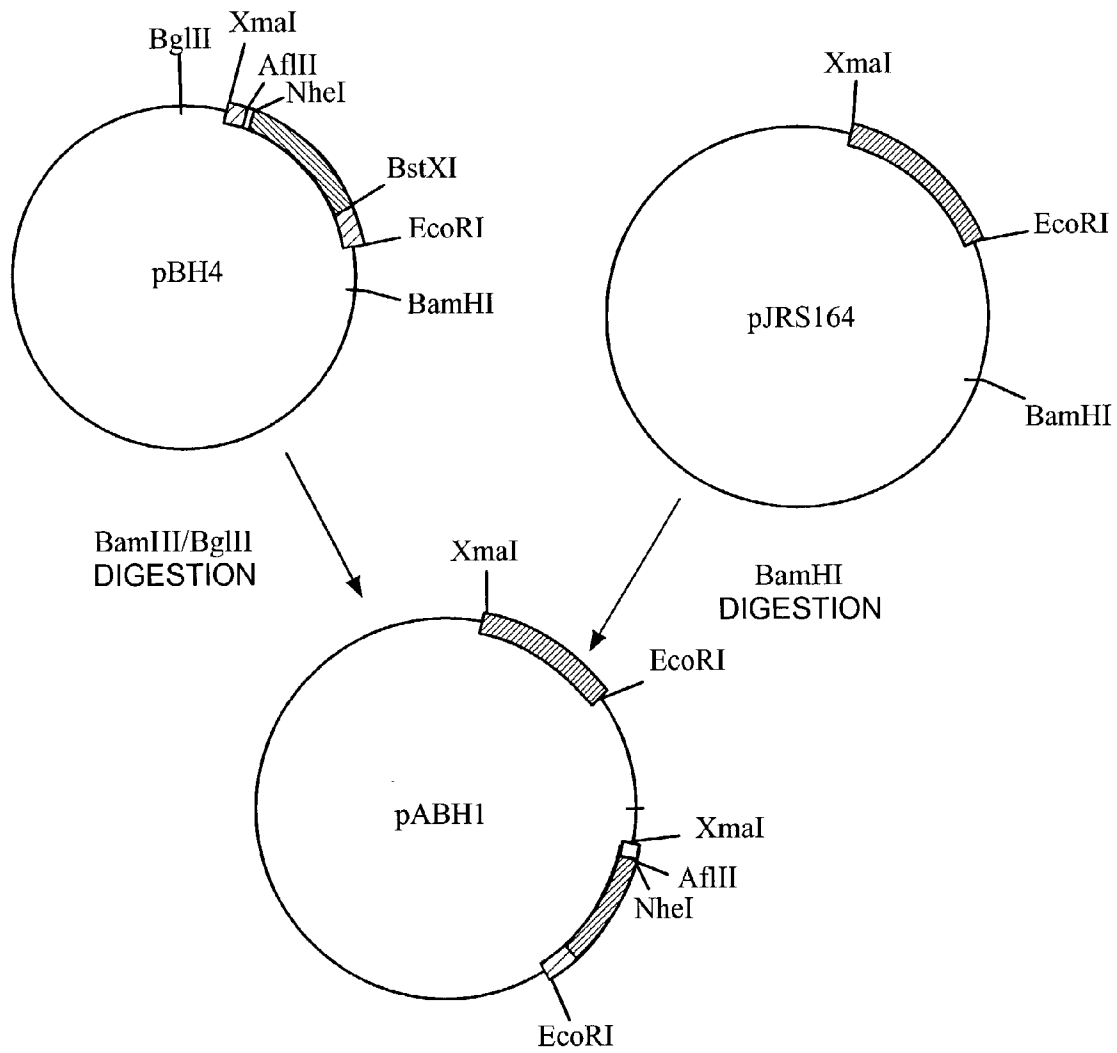 BglII
XmaI
AflII
NheI
BstXI
EcoRI
BamHI
pBH4
XmaI
EcoRI
pJRS164
BamHI
BamIII/BglII
DIGESTION
BamHI
DIGESTION
XmaI
EcoRI
pABH1
XmaI
AflII
NheI
EcoRI